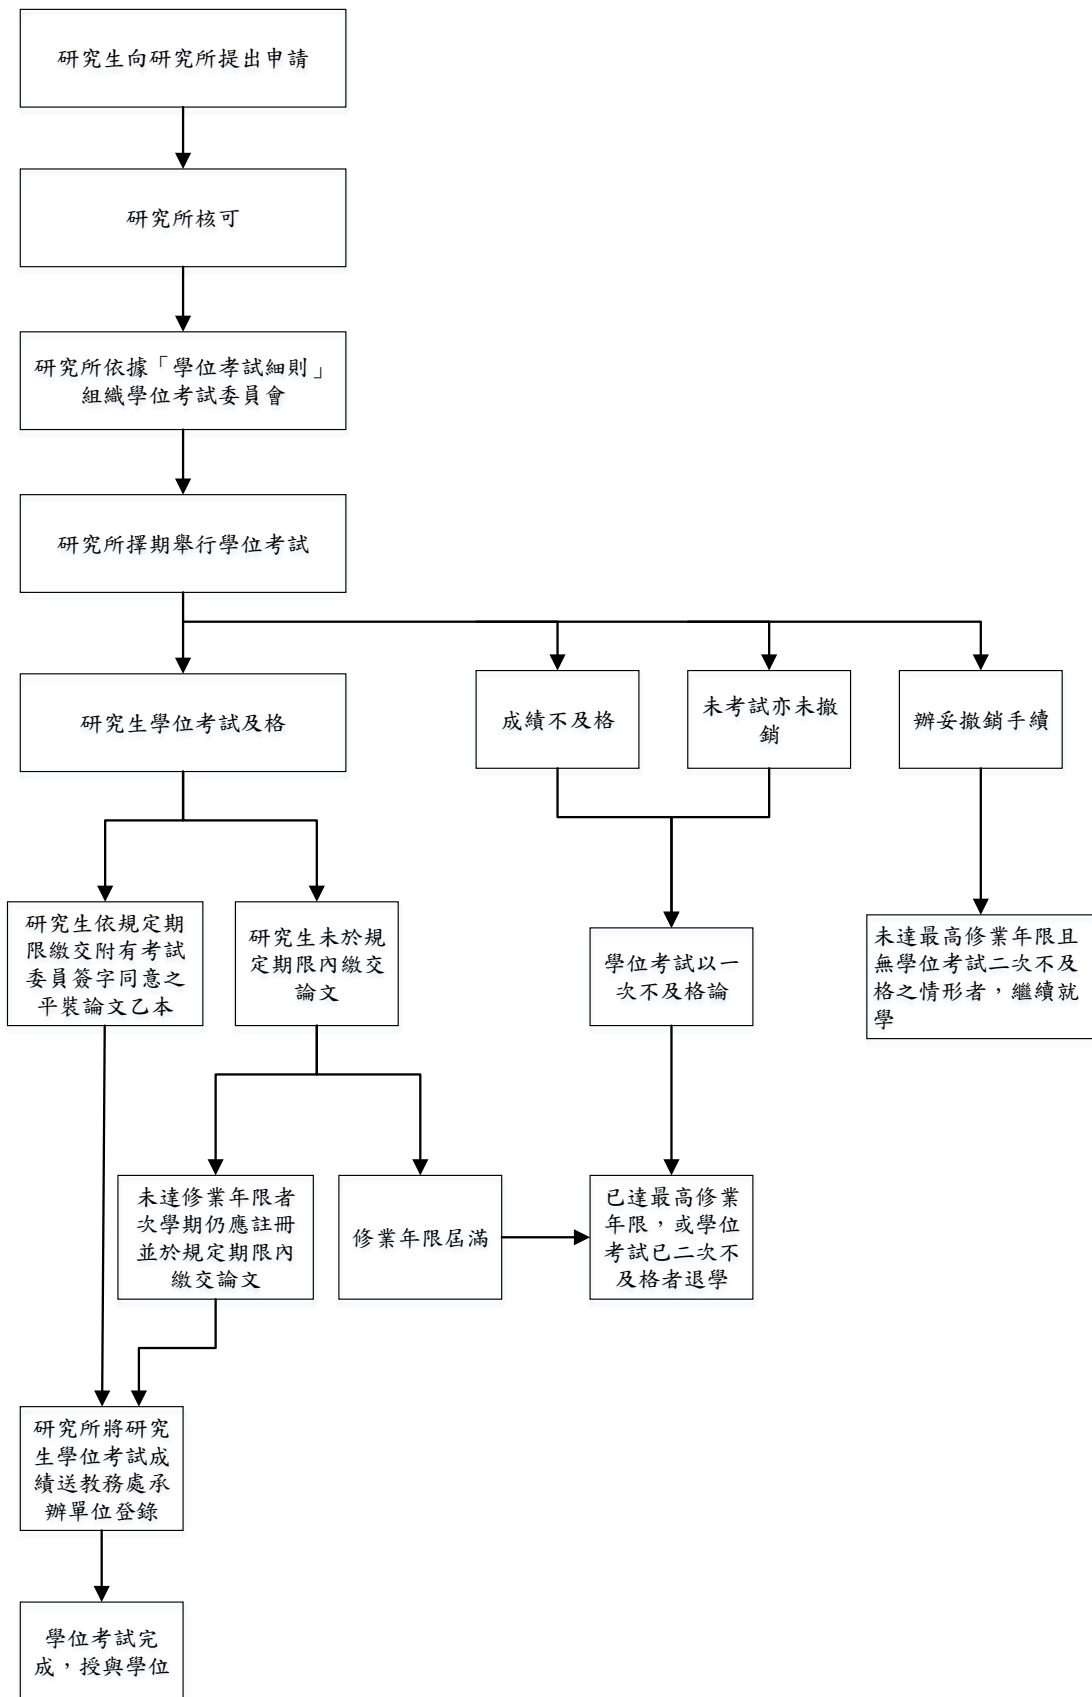 研究生向研究所提出申請
研究所核可
研究所依據「學位孝試細則」
組織學位考試委員會
研究所擇期舉行學位考試
研究生學位考試及格
成績不及格
未考試亦未撤
銷
辦妥撤銷手續
研究生依規定期
限繳交附有考試
委員簽字同意之
平裝論文乙本
研究生未於規
定期限內繳交
論文
學位考試以一
次不及格論
未達最高修業年限且
無學位考試二次不及
格之情形者，繼續就
學
未達修業年限者
次學期仍應註冊
並於規定期限內
繳交論文
修業年限屆滿
已達最高修業
年限，或學位
考試已二次不
及格者退學
研究所將研究
生學位考試成
績送教務處承
辦單位登錄
學位考試完
成，授與學位